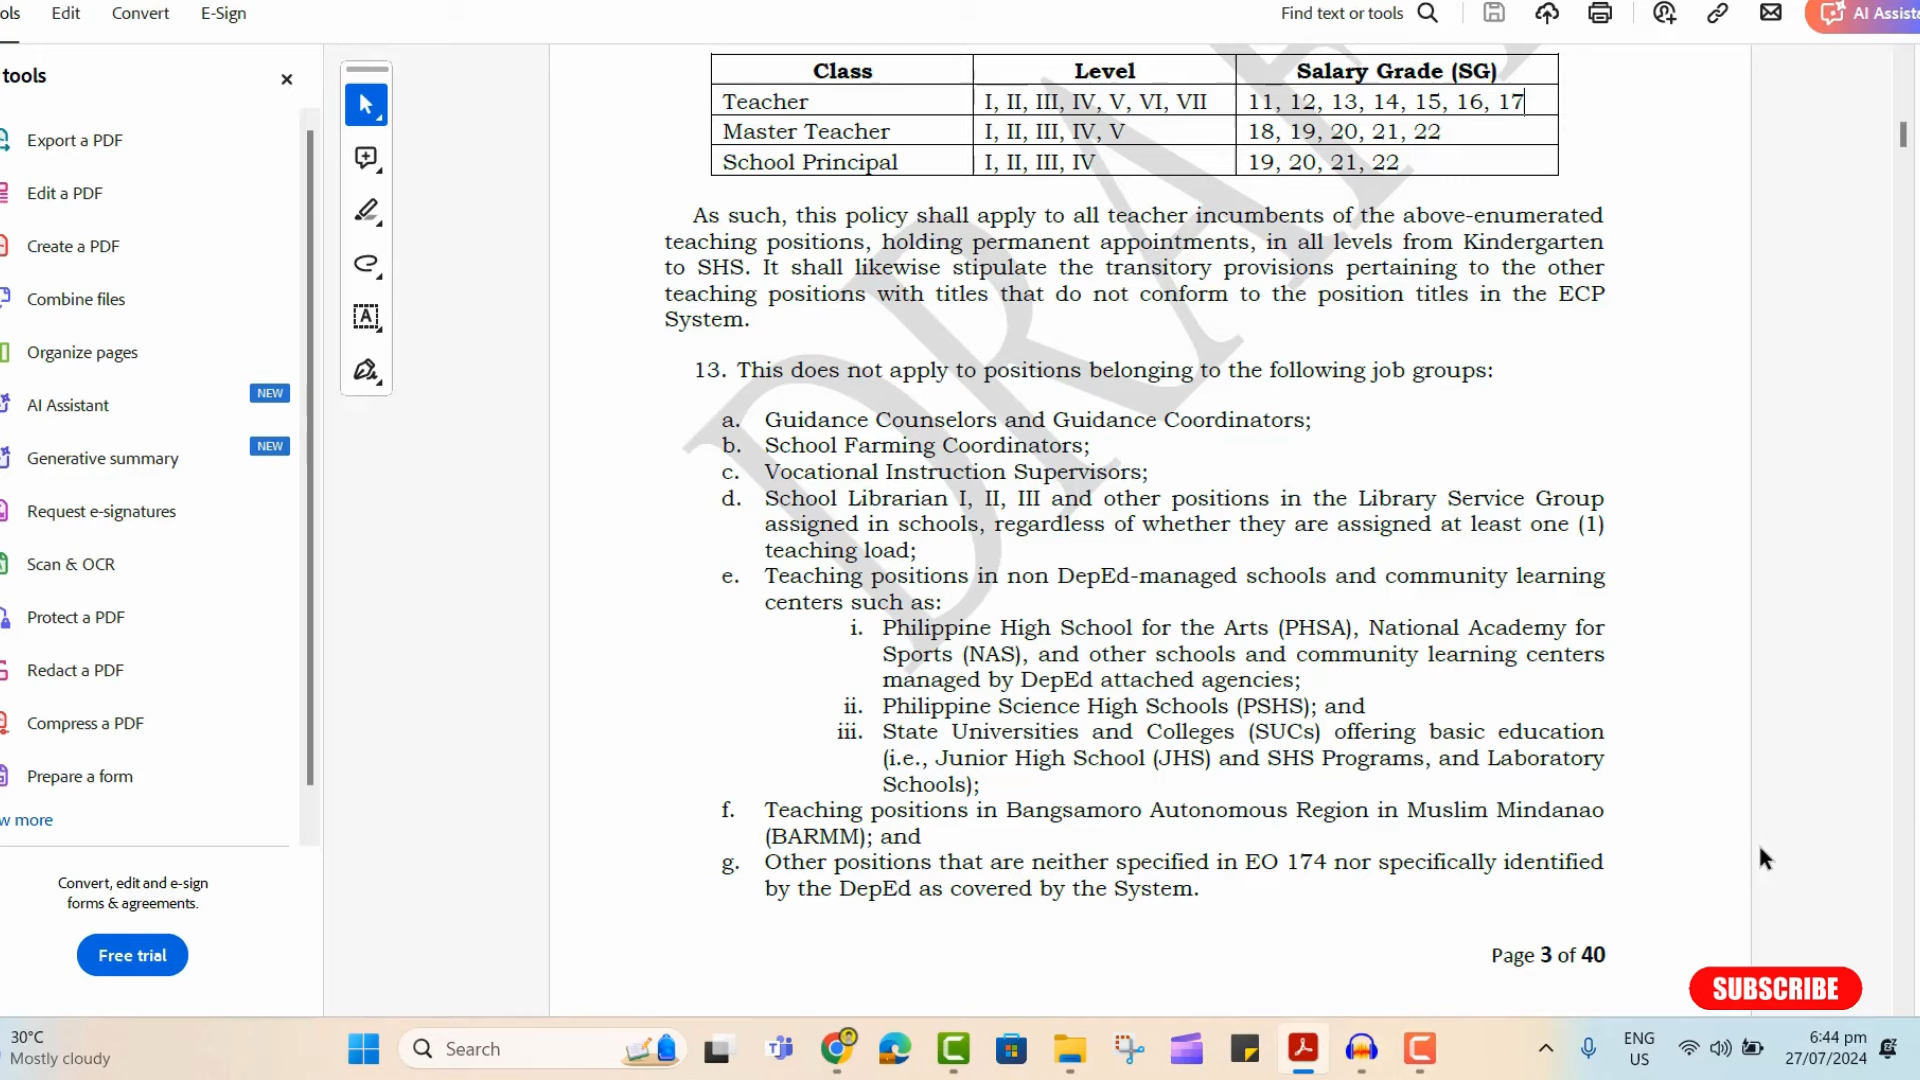 ols Edit Convert E-Sign Find text or tools AI Assista
tools
Export a PDF
Edit a PDF
Create a PDF
Combine files
Organize pages
AI Assistant NEW
Generative summary NEW
Request e-signatures
Scan & OCR
Protect a PDF
Redact a PDF
Compress a PDF
Prepare a form
w more
Convert, edit and e-sign
forms & agreements.
Free trial
Class Level Salary Grade (SG)
Teacher I, II, III, IV, V, VI, VII 11, 12, 13, 14, 15, 16, 17
Master Teacher I, II, III, IV, V 18, 19, 20, 21, 22
School Principal I, II, III, IV 19, 20, 21, 22
As such, this policy shall apply to all teacher incumbents of the above-enumerated
teaching positions, holding permanent appointments, in all levels from Kindergarten
to SHS. It shall likewise stipulate the transitory provisions pertaining to the other
teaching positions with titles that do not conform to the position titles in the ECP
System.
13. This does not apply to positions belonging to the following job groups:
a. Guidance Counselors and Guidance Coordinators;
b. School Farming Coordinators;
c. Vocational Instruction Supervisors;
d. School Librarian I, II, III and other positions in the Library Service Group
assigned in schools, regardless of whether they are assigned at least one (1)
teaching load;
e. Teaching positions in non DepEd-managed schools and community learning
centers such as:
i. Philippine High School for the Arts (PHSA), National Academy for
Sports (NAS), and other schools and community learning centers
managed by DepEd attached agencies;
ii. Philippine Science High Schools (PSHS); and
iii. State Universities and Colleges (SUCs) offering basic education
(i.e., Junior High School (JHS) and SHS Programs, and Laboratory
Schools);
f. Teaching positions in Bangsamoro Autonomous Region in Muslim Mindanao
(BARMM); and
g. Other positions that are neither specified in EO 174 nor specifically identified
by the DepEd as covered by the System.
DRAF
Page 3 of 40
SUBSCRIBE
30°C
Mostly cloudy
Search
ENG
US
6:44 pm
27/07/2024